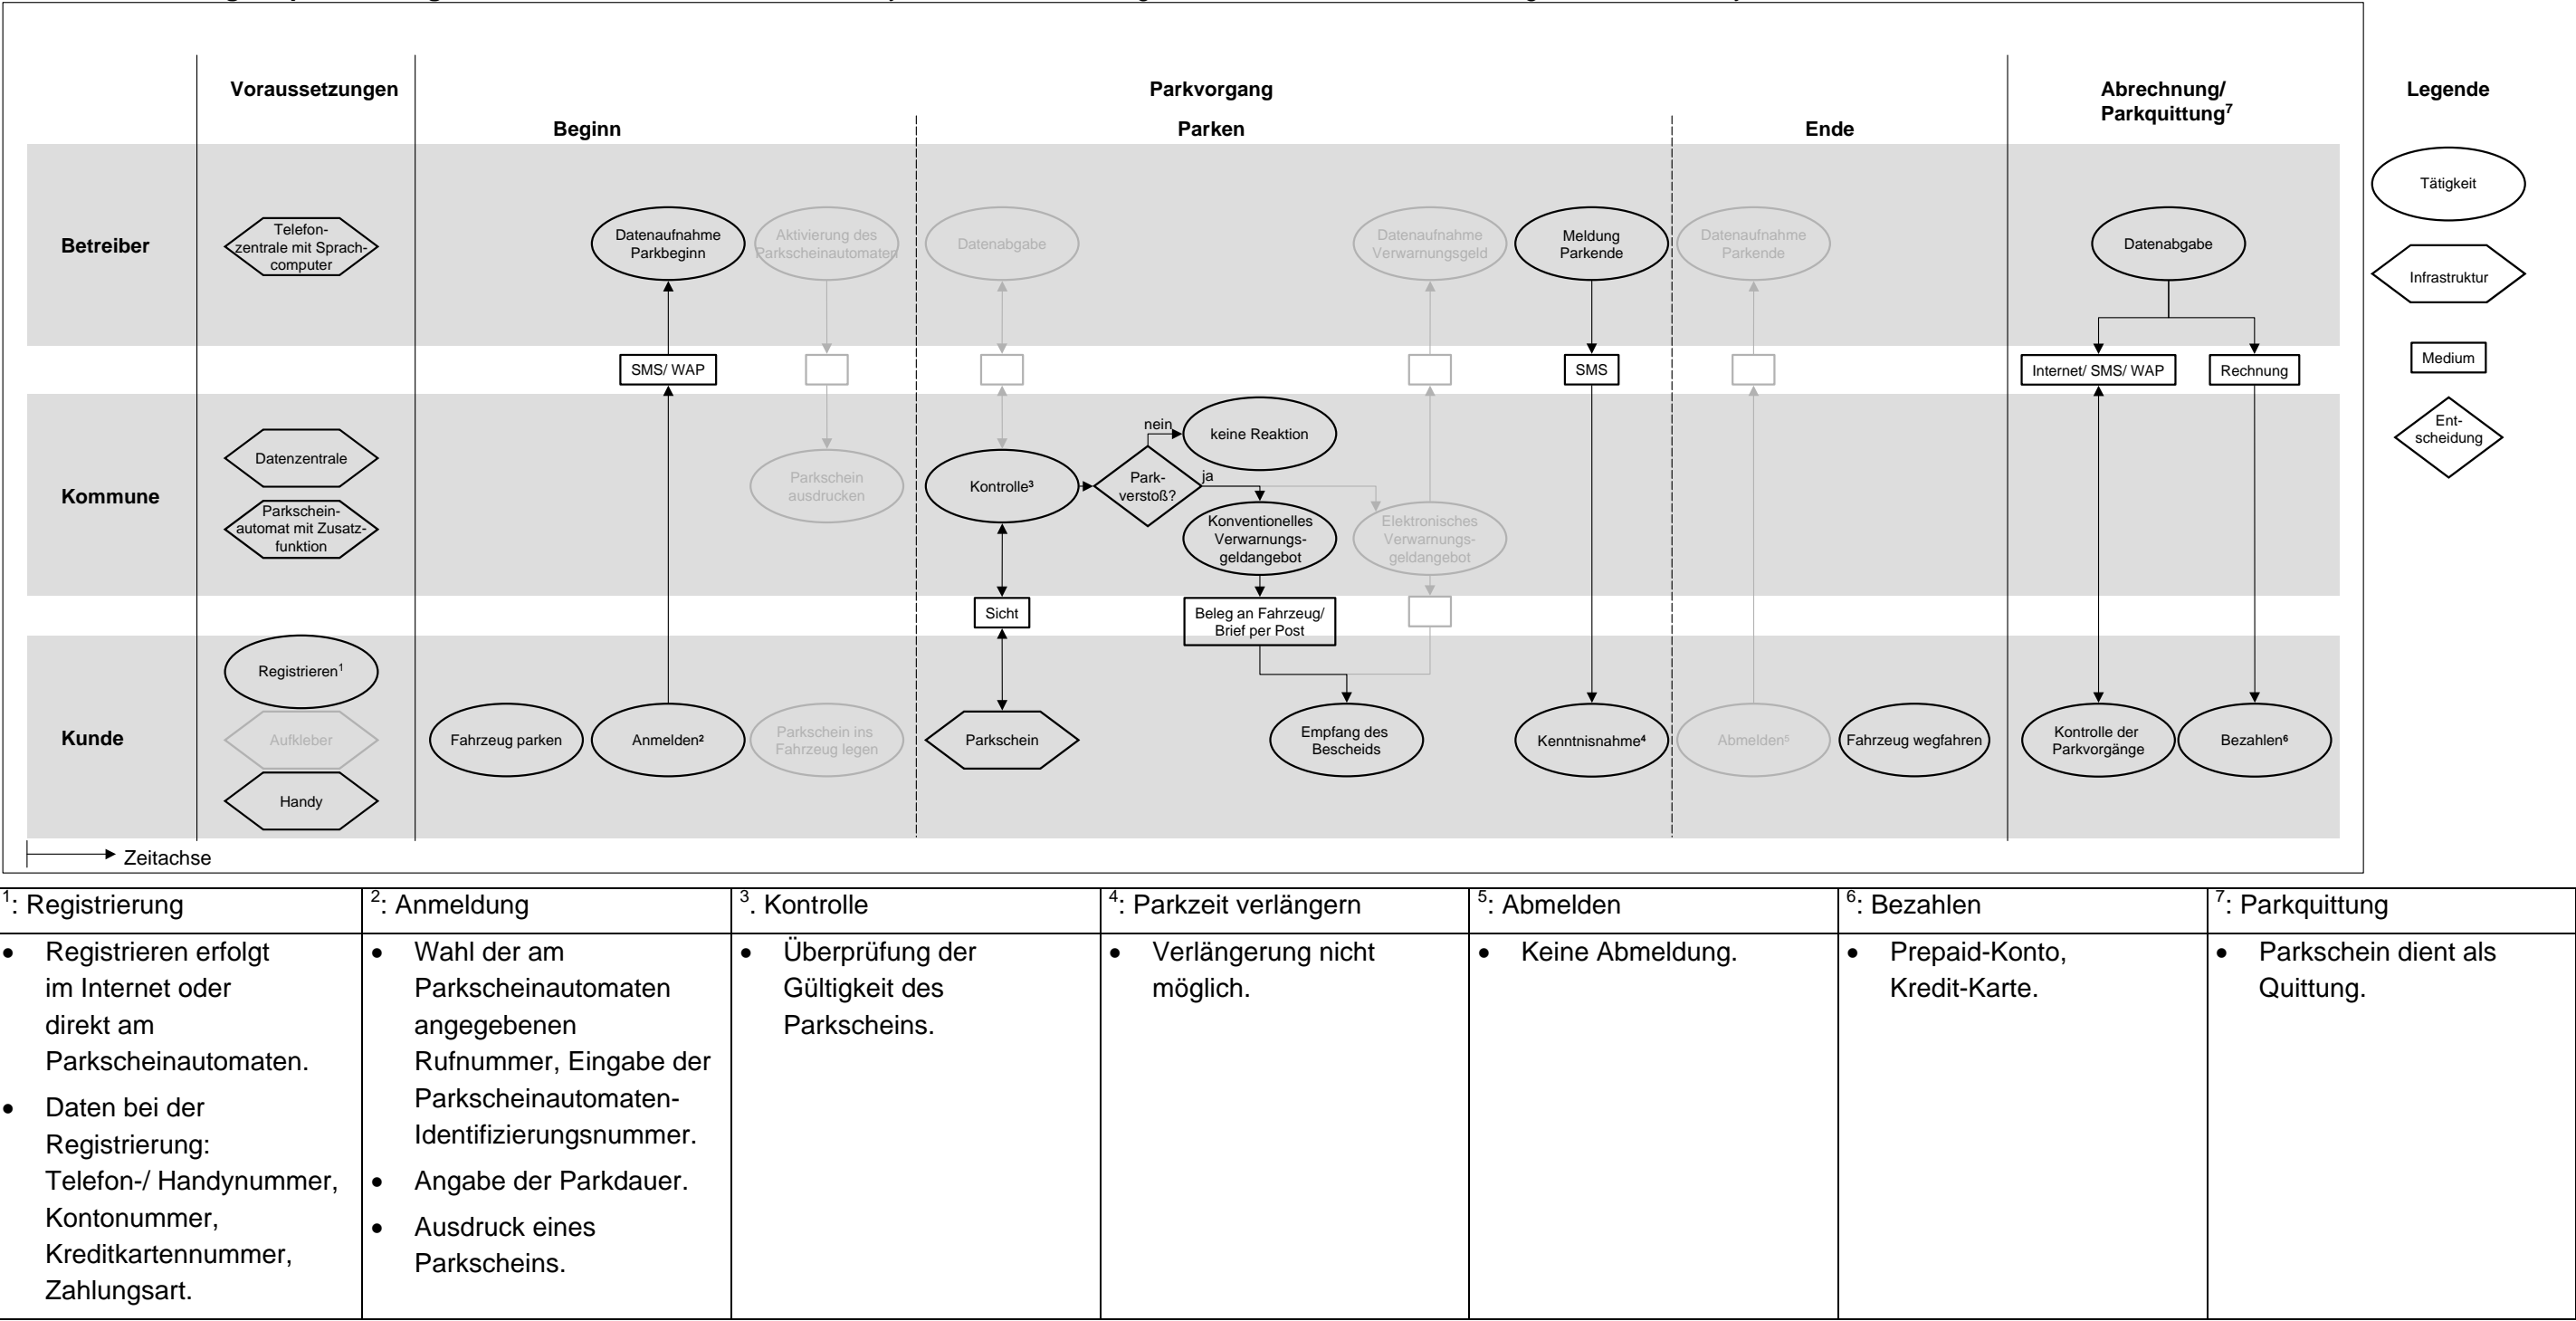 Voraussetzungen
Parkvorgang
Abrechnung/
Parkquittung⁷
Legende
Beginn
Parken
Ende
Betreiber
Telefon-
zentrale mit Sprach-
computer
Datenaufnahme
Parkbeginn
Aktivierung des
Parkscheinautomaten
Datenabgabe
Datenaufnahme
Verwarnungsgeld
Meldung
Parkende
Datenaufnahme
Parkende
Datenabgabe
Tätigkeit
Infrastruktur
Medium
Ent-
scheidung
SMS/ WAP
SMS
Internet/ SMS/ WAP
Rechnung
Kommune
Datenzentrale
Parkschein-
automat mit Zusatz-
funktion
Parkschein
ausdrucken
Kontrolle³
Park-
verstoß?
nein
keine Reaktion
ja
Konventionelles
Verwarnungs-
geldangebot
Elektronisches
Verwarnungs-
geldangebot
Sicht
Beleg an Fahrzeug/
Brief per Post
Kunde
Registrieren¹
Aufkleber
Handy
Fahrzeug parken
Anmelden²
Parkschein ins
Fahrzeug legen
Parkschein
Empfang des
Bescheids
Kenntnisnahme⁴
Abmelden⁵
Fahrzeug wegfahren
Kontrolle der
Parkvorgänge
Bezahlen⁶
Zeitachse
¹: Registrierung
• Registrieren erfolgt
im Internet oder
direkt am
Parkscheinautomaten.
• Daten bei der
Registrierung:
Telefon-/ Handynummer,
Kontonummer,
Kreditkartennummer,
Zahlungsart.
²: Anmeldung
• Wahl der am
Parkscheinautomaten
angegebenen
Rufnummer, Eingabe der
Parkscheinautomaten-
Identifizierungsnummer.
• Angabe der Parkdauer.
• Ausdruck eines
Parkscheins.
³. Kontrolle
• Überprüfung der
Gültigkeit des
Parkscheins.
⁴: Parkzeit verlängern
• Verlängerung nicht
möglich.
⁵: Abmelden
• Keine Abmeldung.
⁶: Bezahlen
• Prepaid-Konto,
Kredit-Karte.
⁷: Parkquittung
• Parkschein dient als
Quittung.